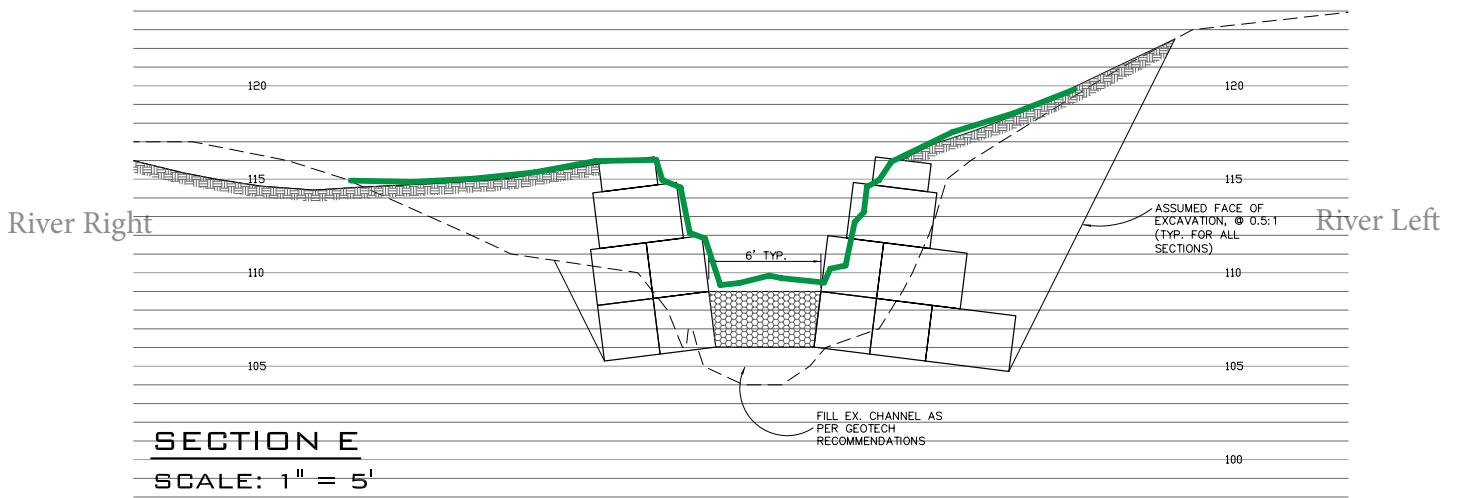 120
120
115
115
River Right
River Left
ASSUMED FACE OF
EXCAVATION, @ 0.5:1
(TYP. FOR ALL
SECTIONS)
6' TYP.
110
110
105
105
FILL EX. CHANNEL AS
PER GEOTECH
RECOMMENDATIONS
SECTION E
100
SCALE: 1" = 5'